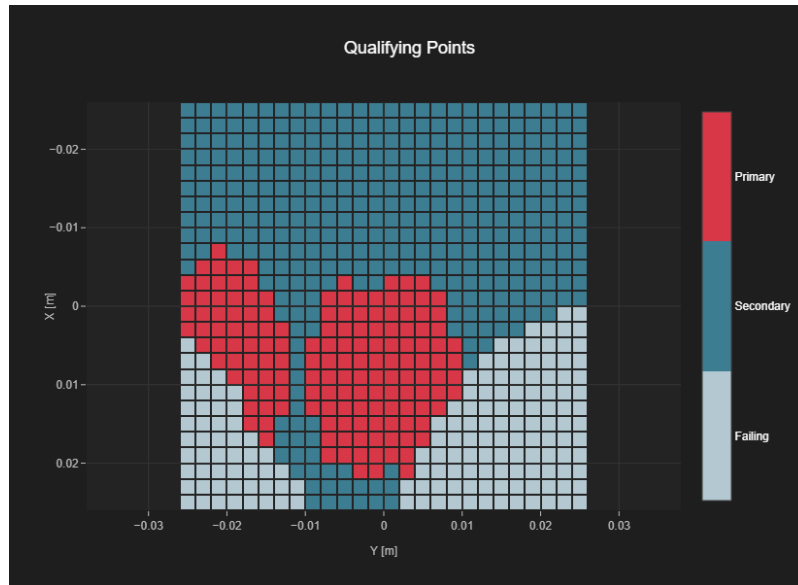 Qualifying Points
−0.02
−0.01
0
0.01
0.02
X [m]
−0.03 −0.02 −0.01 0 0.01 0.02 0.03
Y [m]
Primary
Secondary
Failing